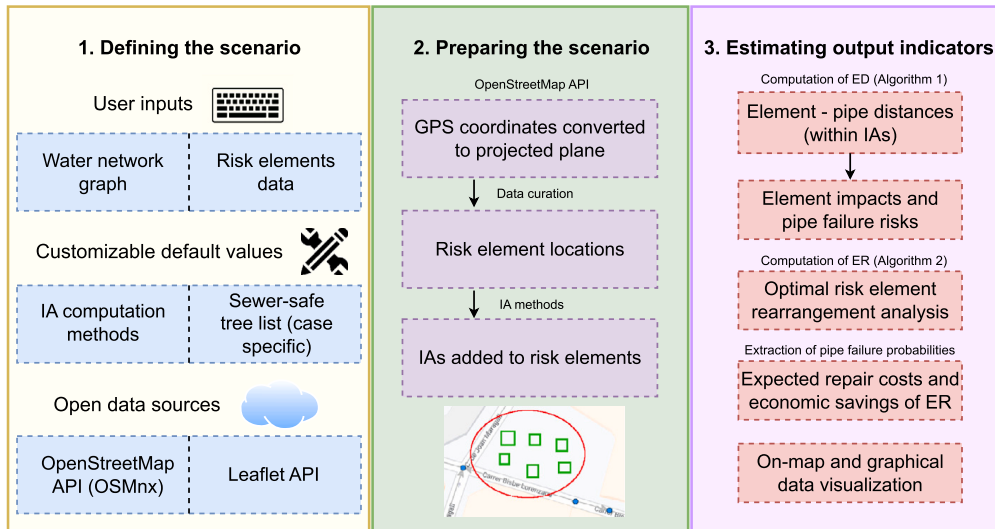 1. Defining the scenario
User inputs
Water network
graph
Risk elements
data
Customizable default values
IA computation
methods
Sewer-safe
tree list (case
specific)
Open data sources
OpenStreetMap
API (OSMnx)
Leaflet API
2. Preparing the scenario
OpenStreetMap API
GPS coordinates converted
to projected plane
Data curation
Risk element locations
IA methods
IAs added to risk elements
Carrer Bisbe Lorenzana
3. Estimating output indicators
Computation of ED (Algorithm 1)
Element - pipe distances
(within IAs)
Element impacts and
pipe failure risks
Computation of ER (Algorithm 2)
Optimal risk element
rearrangement analysis
Extraction of pipe failure probabilities
Expected repair costs and
economic savings of ER
On-map and graphical
data visualization